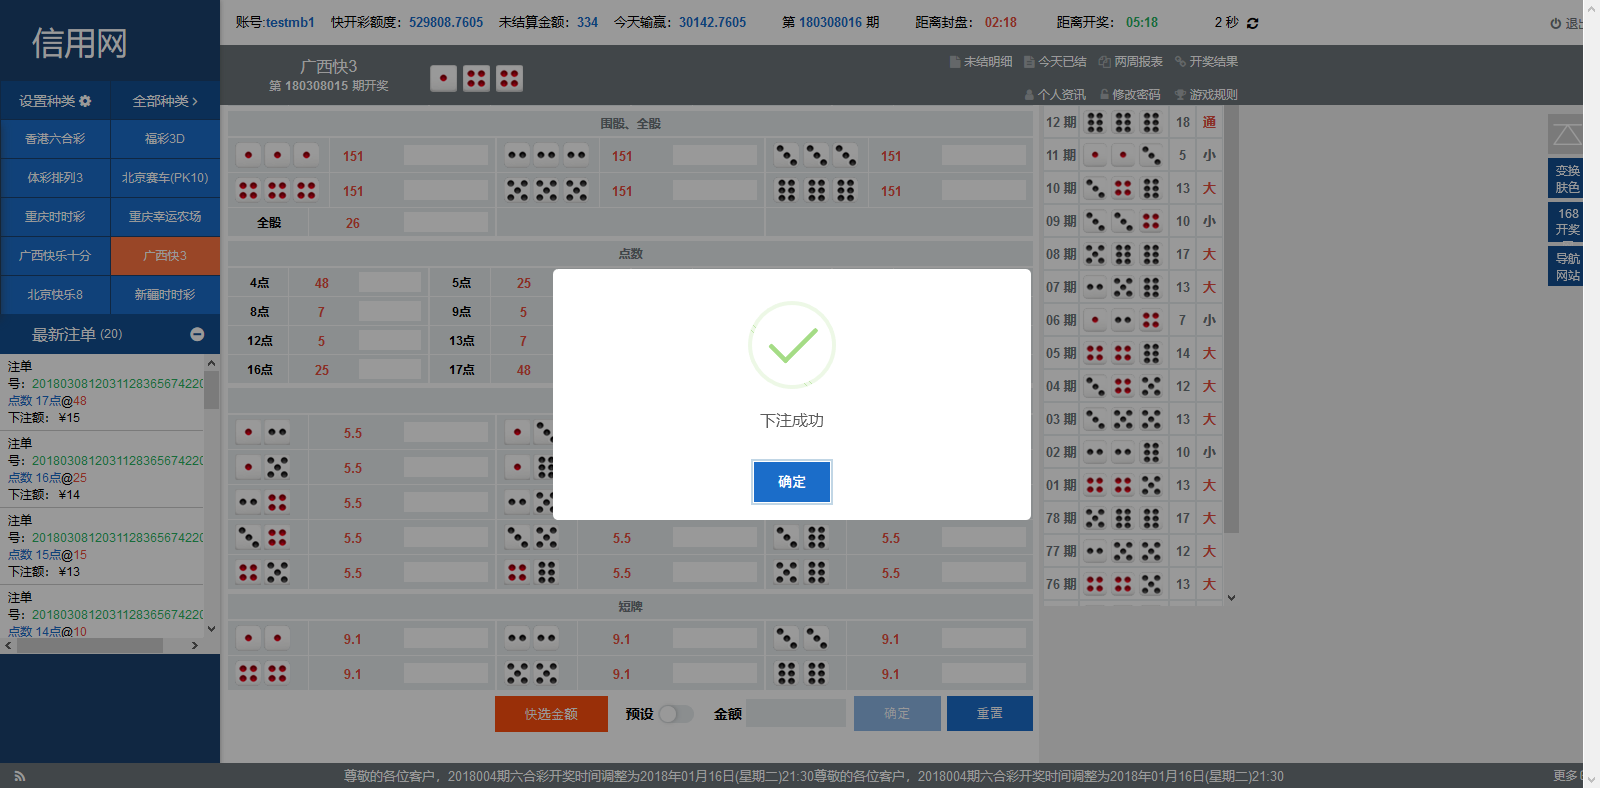 信用网
账号:testmb1 快开彩额度: 529808.7605 未结算金额: 334 今天输赢: 30142.7605 第 180308016 期 距离封盘: 02:18 距离开奖: 05:18 2 秒
广西快3
第 180308015 期开奖
未结明细 今天已结 两周报表 开奖结果
个人资讯 修改密码 游戏规则
设置种类 全部种类
香港六合彩 福彩3D
体彩排列3 北京赛车(PK10)
重庆时时彩 重庆幸运农场
广西快乐十分 广西快3
北京快乐8 新疆时时彩
最新注单 (20)
注单
号: 2018030812031128365674220
点数 17点@48
下注额: ¥15
注单
号: 2018030812031128365674220
点数 16点@25
下注额: ¥14
注单
号: 2018030812031128365674220
点数 15点@15
下注额: ¥13
注单
号: 2018030812031128365674220
点数 14点@10
围骰、全骰
151 151 151
151 151 151
全骰 26
点数
4点 48 5点 25
8点 7 9点 5
12点 5 13点 7
16点 25 17点 48
下注成功
确定
5.5
5.5
5.5
5.5 5.5 5.5
5.5 5.5 5.5
短牌
9.1 9.1 9.1
9.1 9.1 9.1
快选金额 预设 金额 确定 重置
12 期 18 通
11 期 5 小
10 期 13 大
09 期 10 小
08 期 17 大
07 期 13 大
06 期 7 小
05 期 14 大
04 期 12 大
03 期 13 大
02 期 10 小
01 期 13 大
78 期 17 大
77 期 12 大
76 期 13 大
变换
肤色
168
开奖
导航
网站
尊敬的各位客户，2018004期六合彩开奖时间调整为2018年01月16日(星期二)21:30尊敬的各位客户，2018004期六合彩开奖时间调整为2018年01月16日(星期二)21:30
更多